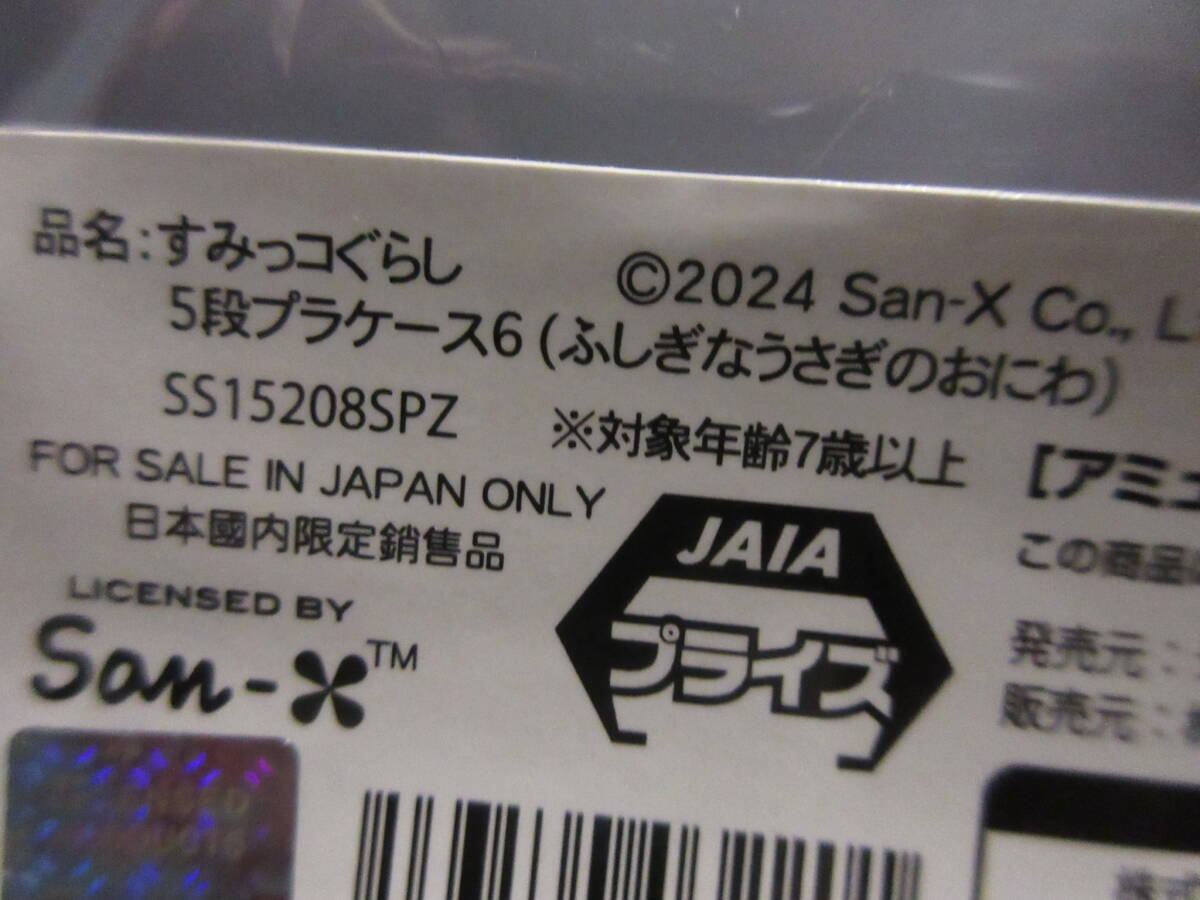 品名：すみっコぐらし
5段プラケース6（ふしぎなうさぎのおにわ）
SS15208SPZ
©2024 San-X Co., L
※対象年齢7歳以上
FOR SALE IN JAPAN ONLY
日本國内限定銷售品
LICENSED BY
San-X™
JAIA
プライズ
【アミュ
この商品
発売元：
販売元：
株式